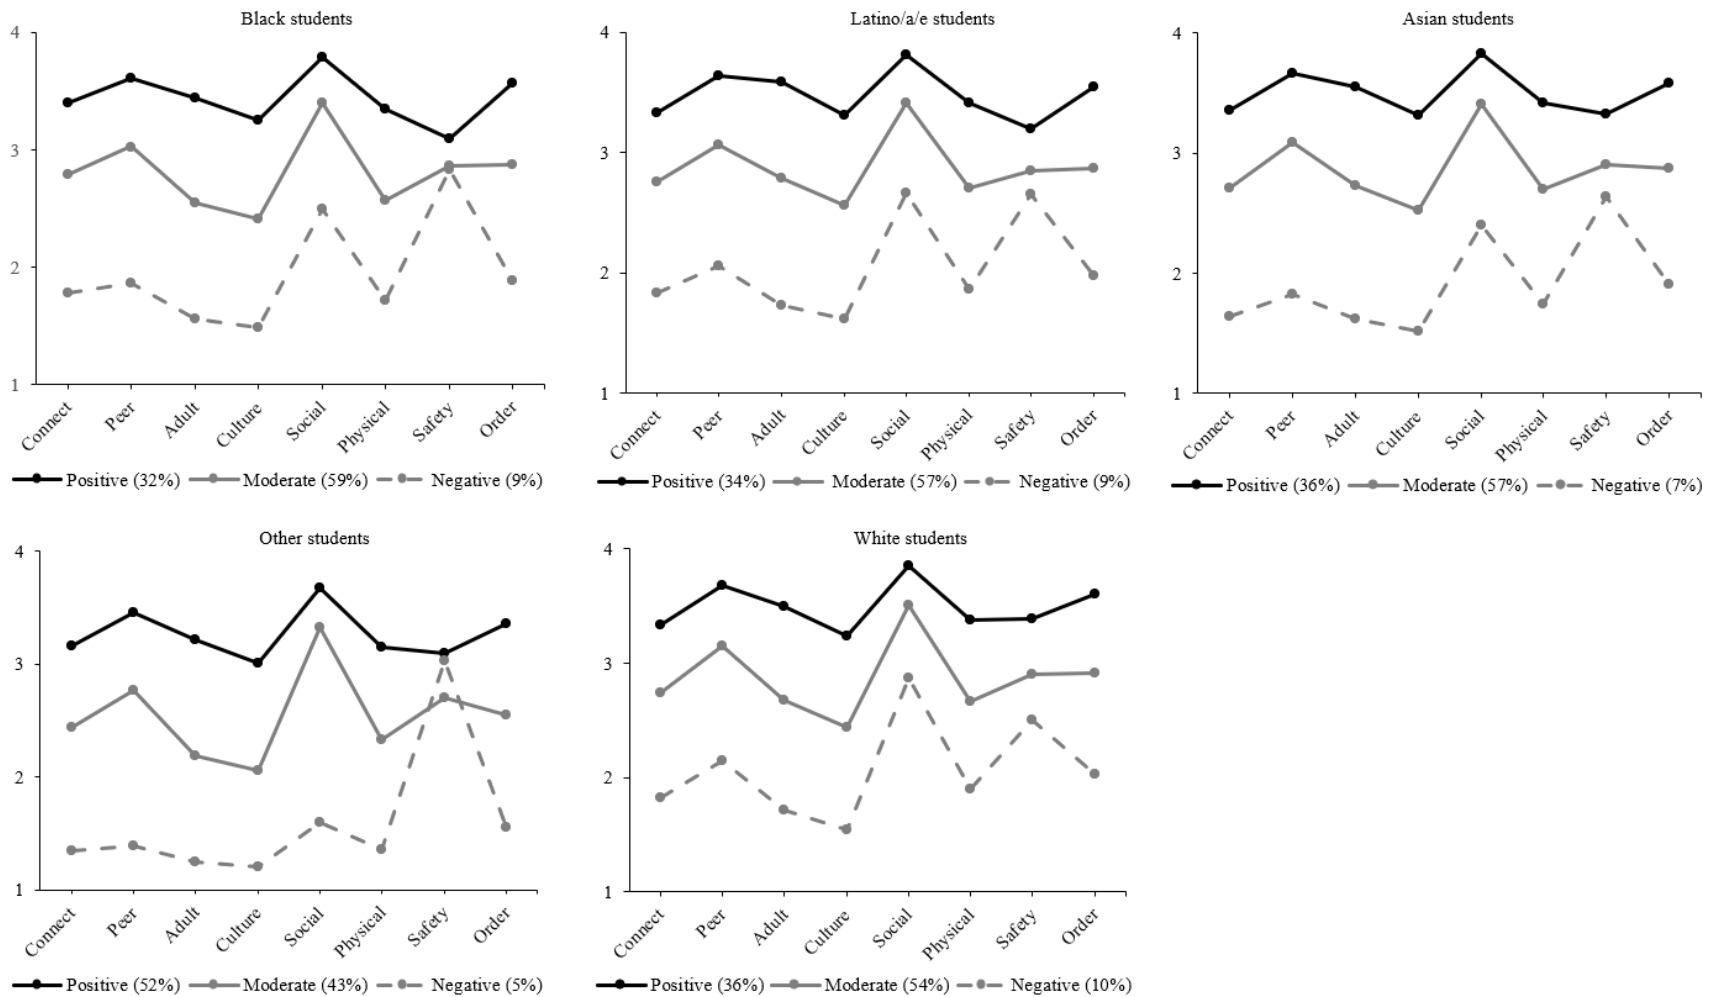 Black students
4
3
2
1
Connect
Peer
Adult
Culture
Social
Physical
Safety
Order
Positive (32%) Moderate (59%) Negative (9%)
Latino/a/e students
4
3
2
1
Connect
Peer
Adult
Culture
Social
Physical
Safety
Order
Positive (34%) Moderate (57%) Negative (9%)
Asian students
4
3
2
1
Connect
Peer
Adult
Culture
Social
Physical
Safety
Order
Positive (36%) Moderate (57%) Negative (7%)
Other students
4
3
2
1
Connect
Peer
Adult
Culture
Social
Physical
Safety
Order
Positive (52%) Moderate (43%) Negative (5%)
White students
4
3
2
1
Connect
Peer
Adult
Culture
Social
Physical
Safety
Order
Positive (36%) Moderate (54%) Negative (10%)